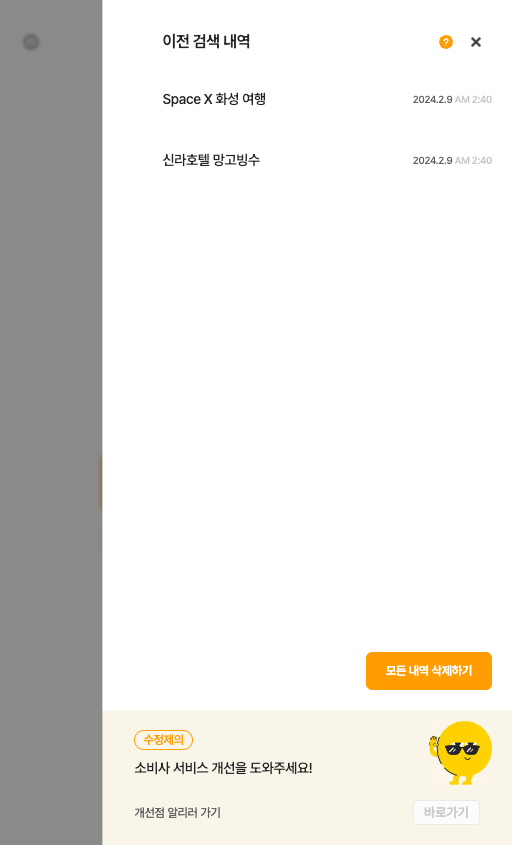 이전 검색 내역
Space X 화성 여행 2024.2.9 AM 2:40
신라호텔 망고빙수 2024.2.9 AM 2:40
모든 내역 삭제하기
수정제의
소비사 서비스 개선을 도와주세요!
개선점 알리러 가기 바로가기